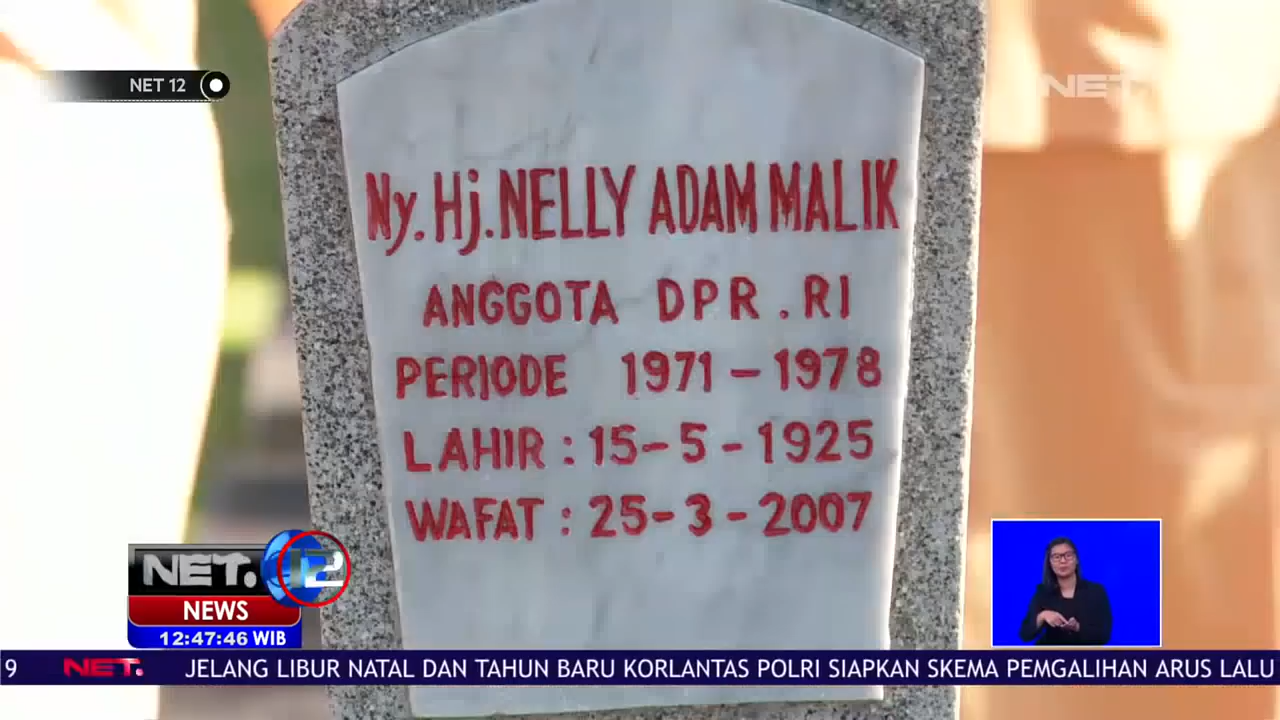 NET 12
NET.
Ny. Hj. NELLY ADAM MALIK
ANGGOTA DPR . RI
PERIODE 1971 - 1978
LAHIR : 15 - 5 - 1925
WAFAT : 25 - 3 - 2007
NET. 12
NEWS
12:47:46 WIB
9 NET. JELANG LIBUR NATAL DAN TAHUN BARU KORLANTAS POLRI SIAPKAN SKEMA PEMGALIHAN ARUS LALU